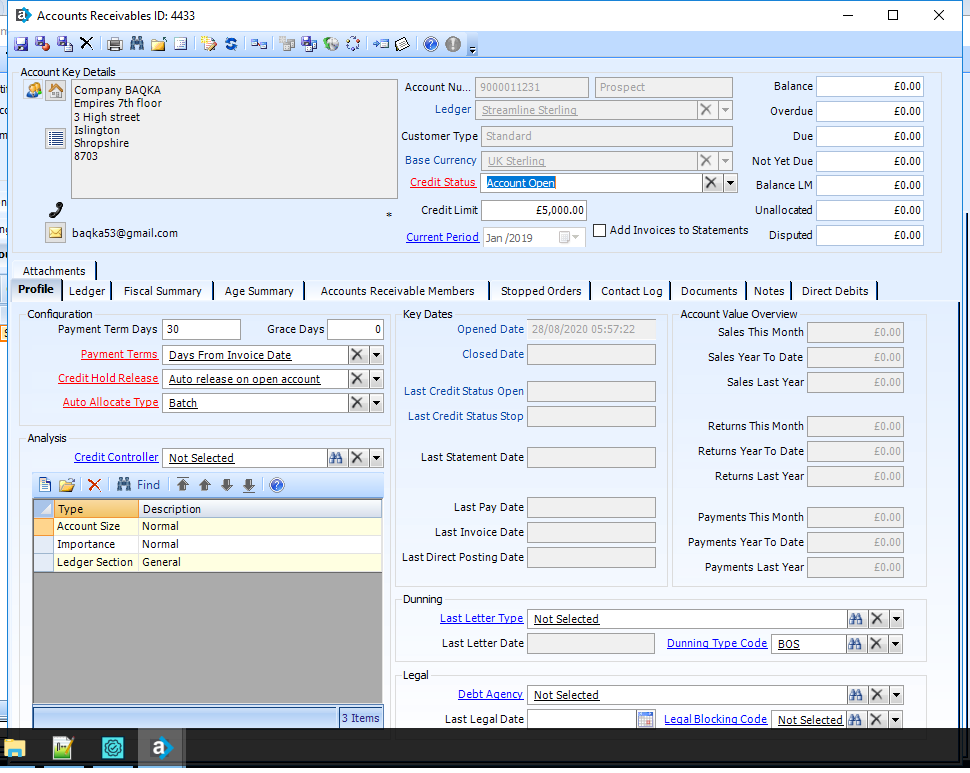 Accounts Receivables ID: 4433
Account Key Details
Company BAQKA
Empires 7th floor
3 High street
Islington
Shropshire
8703
*
baqka53@gmail.com
Account Nu... 9000011231 Prospect
Ledger Streamline Sterling
Customer Type Standard
Base Currency UK Sterling
Credit Status Account Open
Credit Limit £5,000.00
Current Period Jan /2019 Add Invoices to Statements
Balance £0.00
Overdue £0.00
Due £0.00
Not Yet Due £0.00
Balance LM £0.00
Unallocated £0.00
Disputed £0.00
Attachments
Profile Ledger Fiscal Summary Age Summary Accounts Receivable Members Stopped Orders Contact Log Documents Notes Direct Debits
Configuration
Payment Term Days 30 Grace Days 0
Payment Terms Days From Invoice Date
Credit Hold Release Auto release on open account
Auto Allocate Type Batch
Analysis
Credit Controller Not Selected
Find
Type Description
Account Size Normal
Importance Normal
Ledger Section General
3 Items
Key Dates
Opened Date 28/08/2020 05:57:22
Closed Date
Last Credit Status Open
Last Credit Status Stop
Last Statement Date
Last Pay Date
Last Invoice Date
Last Direct Posting Date
Account Value Overview
Sales This Month £0.00
Sales Year To Date £0.00
Sales Last Year £0.00
Returns This Month £0.00
Returns Year To Date £0.00
Returns Last Year £0.00
Payments This Month £0.00
Payments Year To Date £0.00
Payments Last Year £0.00
Dunning
Last Letter Type Not Selected
Last Letter Date Dunning Type Code BOS
Legal
Debt Agency Not Selected
Last Legal Date Legal Blocking Code Not Selected